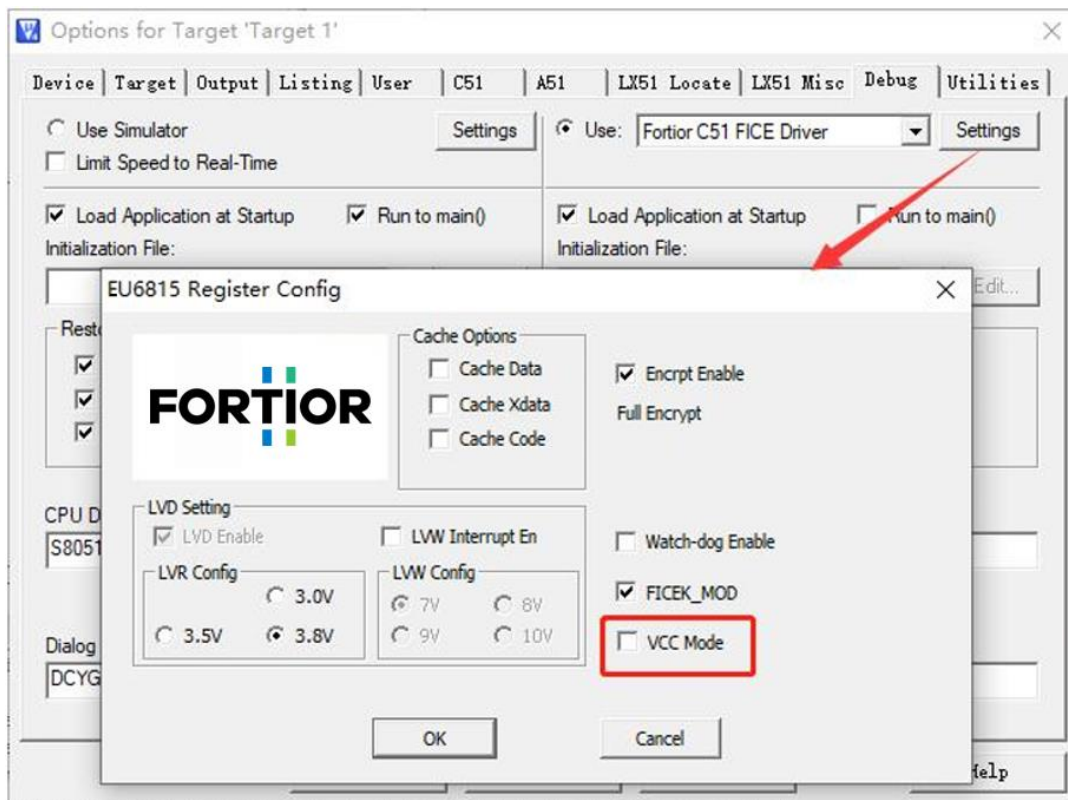 Options for Target 'Target 1'
Device Target Output Listing User C51 A51 LX51 Locate LX51 Misc Debug Utilities
Use Simulator Settings Use: Fortior C51 FICE Driver Settings
Limit Speed to Real-Time
Load Application at Startup Run to main() Load Application at Startup Run to main()
Initialization File: Initialization File:
Edit...
EU6815 Register Config
Resto
Cache Options
Cache Data
Encrpt Enable
FORTIOR
Cache Xdata
Full Encrypt
Cache Code
LVD Setting
CPU D
LVD Enable LVW Interrupt En Watch-dog Enable
S8051
LVR Config LVW Config
3.0V 7V 8V FICEK_MOD
3.5V 3.8V 9V 10V VCC Mode
Dialog
DCYG
OK Cancel
Help